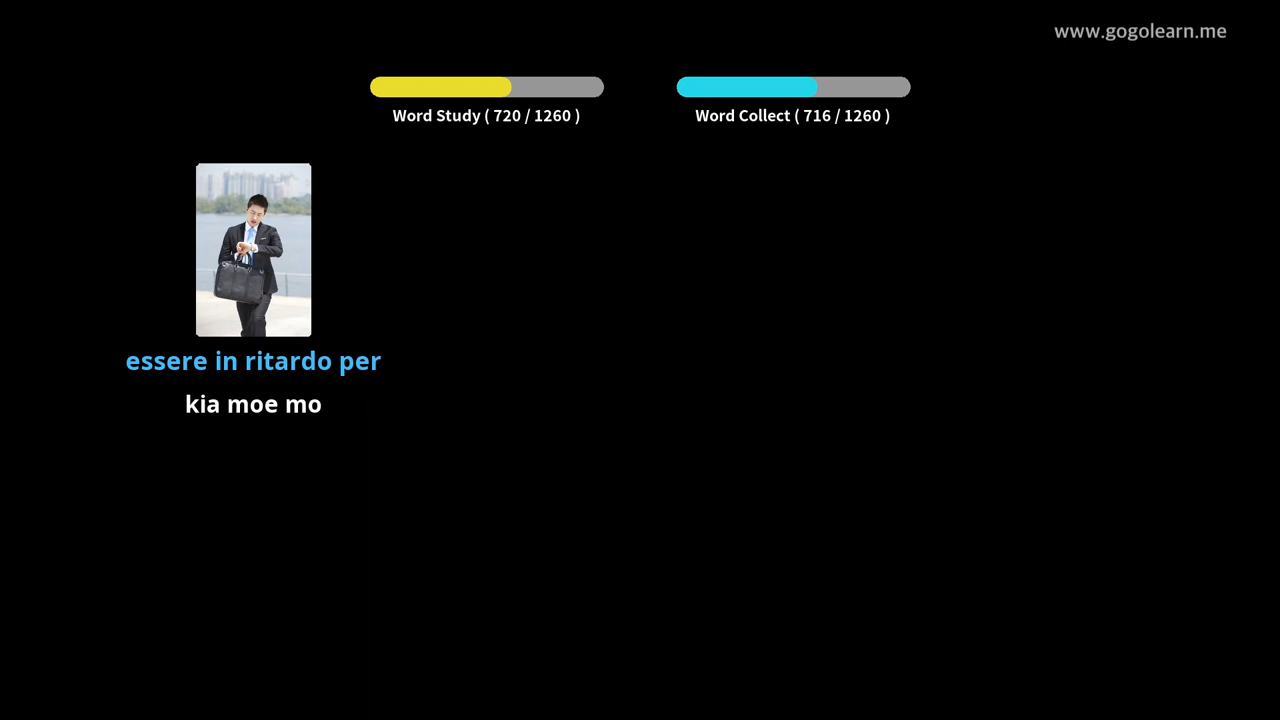 www.gogolearn.me
Word Study ( 720 / 1260 )
Word Collect ( 716 / 1260 )
essere in ritardo per
kia moe mo